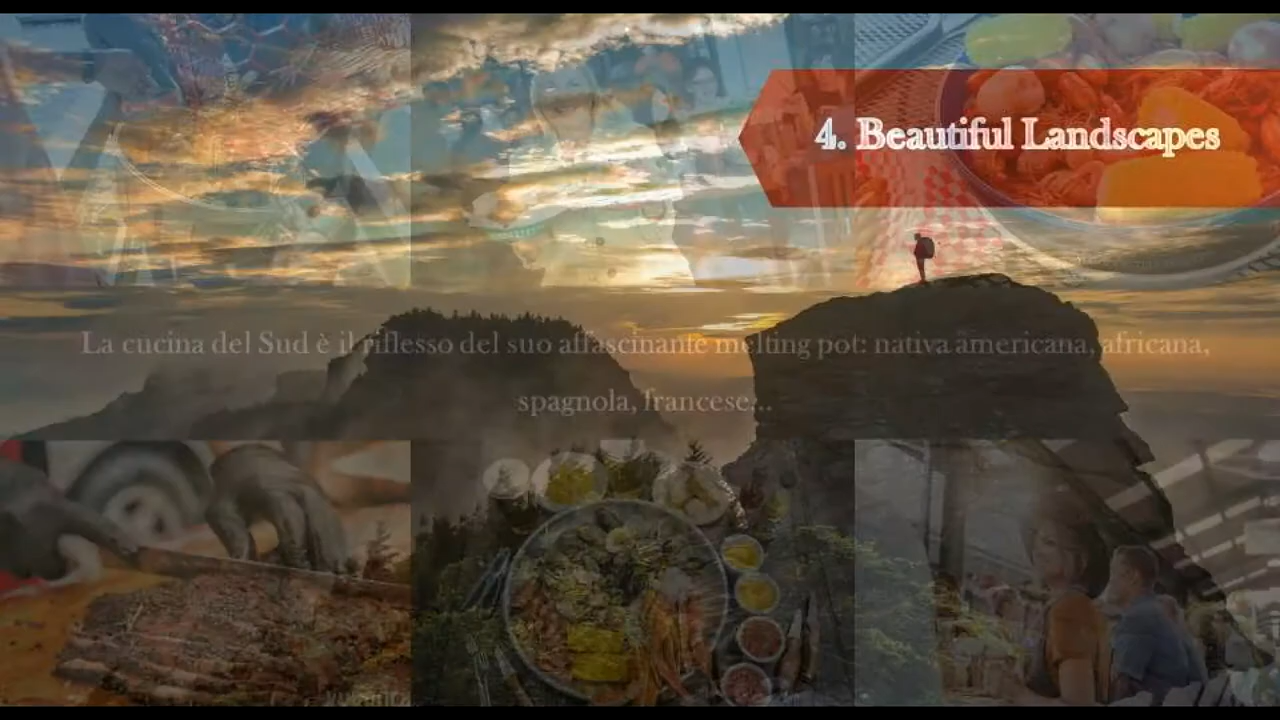 4. Beautiful Landscapes
La cucina del Sud è il riflesso del suo affascinante melting pot: nativa americana, africana,
spagnola, francese...